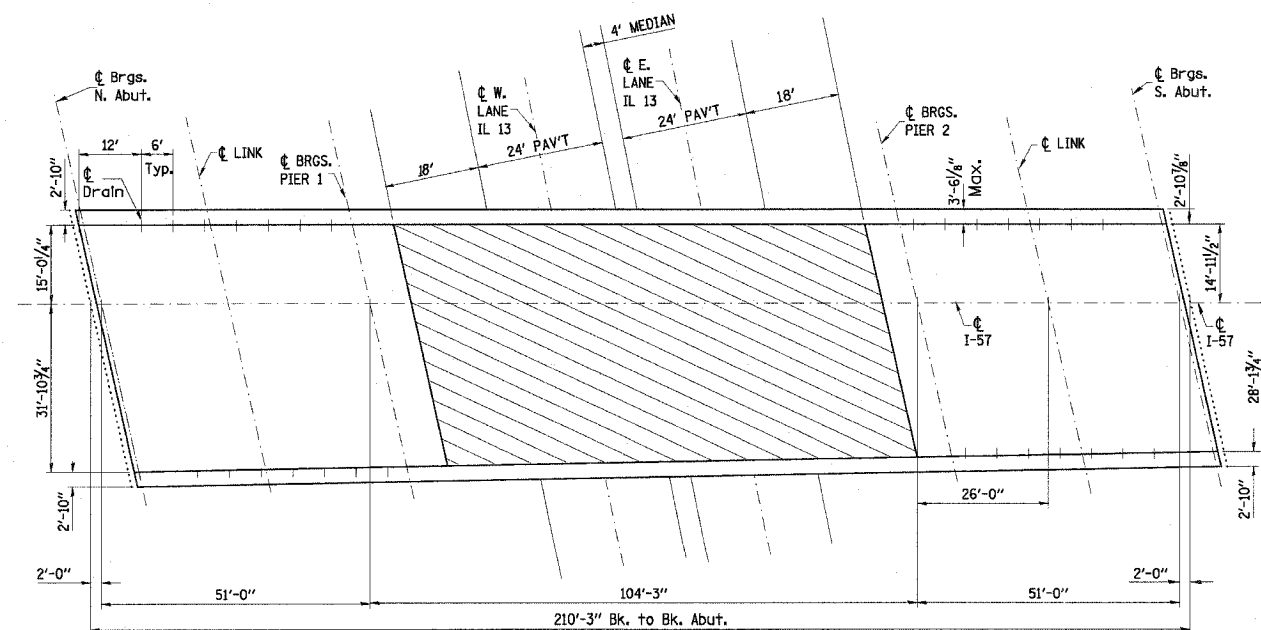 4' MEDIAN
℄ Brgs.
N. Abut.
℄ W.
LANE
IL 13
℄ E.
LANE
IL 13
18'
24' PAV'T
℄ Brgs.
S. Abut.
12'
6'
Typ.
℄ LINK
℄ BRGS.
PIER 1
18'
24' PAV'T
℄ BRGS.
PIER 2
℄ LINK
2'-10"
℄
Drain
3'-6⅛"
Max.
2'-10⅞"
15'-0¼"
14'-11½"
℄
I-57
℄
I-57
31'-10¾"
28'-1¾"
26'-0"
2'-10"
2'-10"
2'-0"
51'-0"
104'-3"
51'-0"
2'-0"
210'-3" Bk. to Bk. Abut.